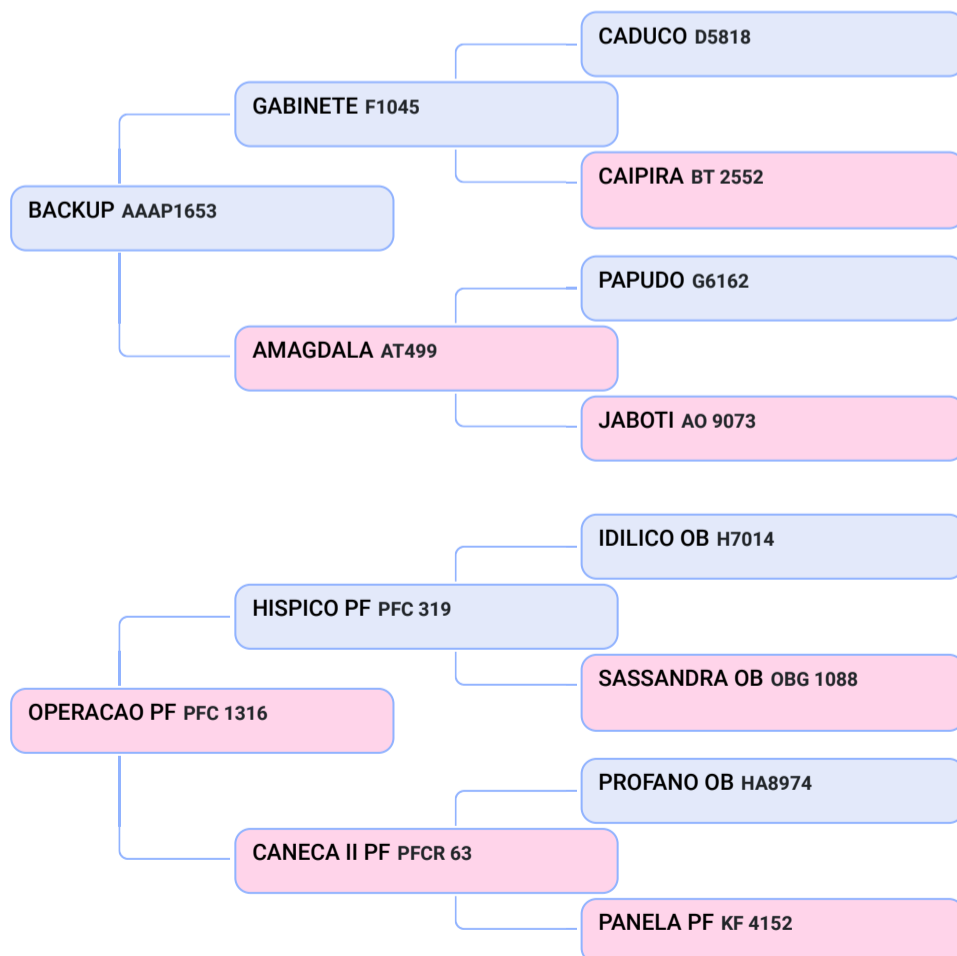 CADUCO D5818
GABINETE F1045
CAIPIRA BT 2552
BACKUP AAAP1653
PAPUDO G6162
AMAGDALA AT499
JABOTI AO 9073
IDILICO OB H7014
HISPICO PF PFC 319
SASSANDRA OB OBG 1088
OPERACAO PF PFC 1316
PROFANO OB HA8974
CANECA II PF PFCR 63
PANELA PF KF 4152